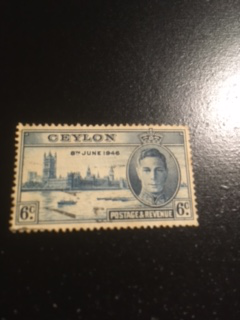 CEYLON
8TH JUNE 1946
6C. 6C.
POSTAGE & REVENUE